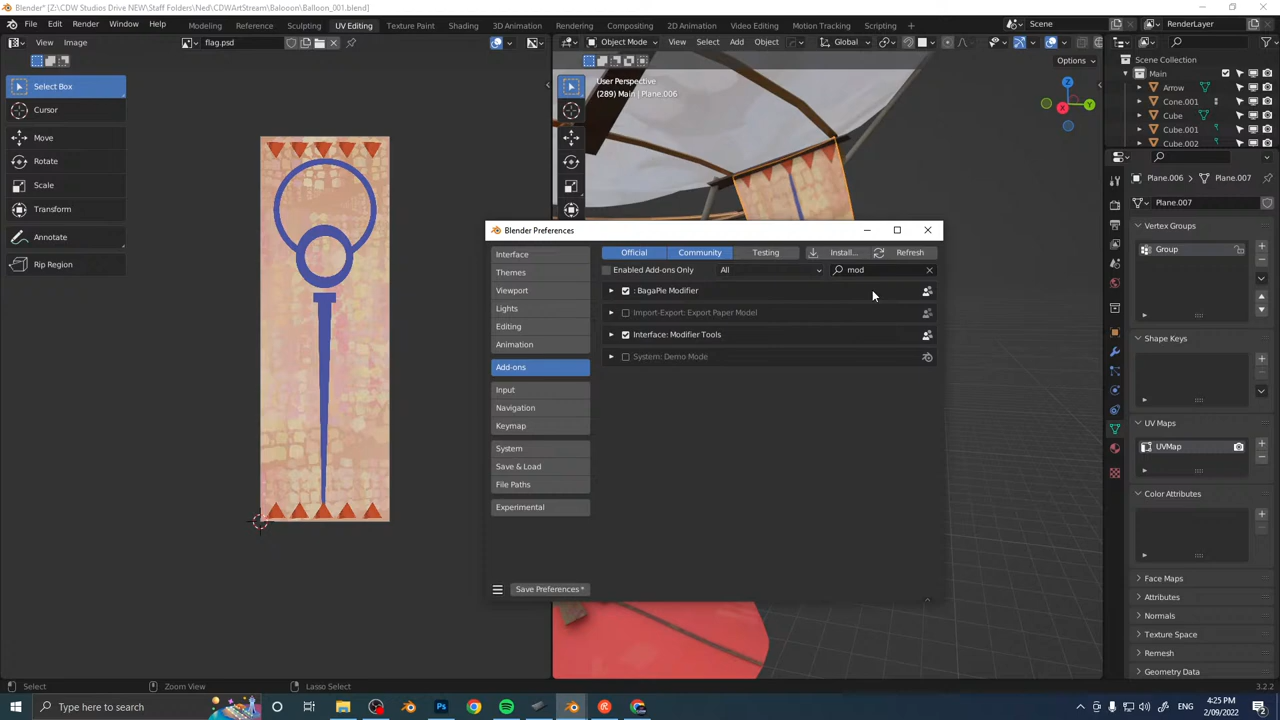 Blender* [Z:\CDW Studios Drive NEW\Staff Folders\Ned\CDWArtStream\Balooon\Balloon_001.blend]
File Edit Render Window Help Modeling Reference Sculpting UV Editing Texture Paint Shading 3D Animation Rendering Compositing 2D Animation Video Editing Motion Tracking Scripting Scene RenderLayer
View Image flag.psd Object Mode View Select Add Object Global
Options
Select Box
Cursor
Move
Rotate
Scale
Transform
Annotate
Rip Region
User Perspective
(289) Main | Plane.006
Z
Y
X
Scene Collection
Main
Arrow
Cone.001
Cube
Cube.001
Cube.002
Plane.006 Plane.007
Plane.007
Vertex Groups
Group
Shape Keys
UV Maps
UVMap
Color Attributes
Face Maps
Attributes
Normals
Texture Space
Remesh
Geometry Data
Blender Preferences
Interface
Themes
Viewport
Lights
Editing
Animation
Add-ons
Input
Navigation
Keymap
System
Save & Load
File Paths
Experimental
Save Preferences *
Official Community Testing Install... Refresh
Enabled Add-ons Only All mod
: BagaPie Modifier
Import-Export: Export Paper Model
Interface: Modifier Tools
System: Demo Mode
Select Zoom View Lasso Select 3.2.2
Type here to search
4:25 PM
2/09/2022